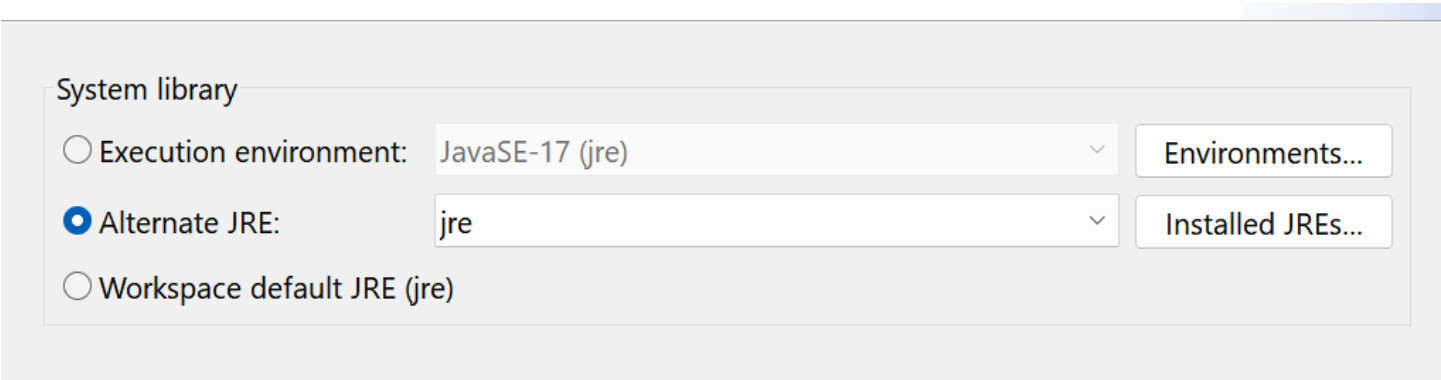 System library
Execution environment: JavaSE-17 (jre) Environments...
Alternate JRE: jre Installed JREs...
Workspace default JRE (jre)